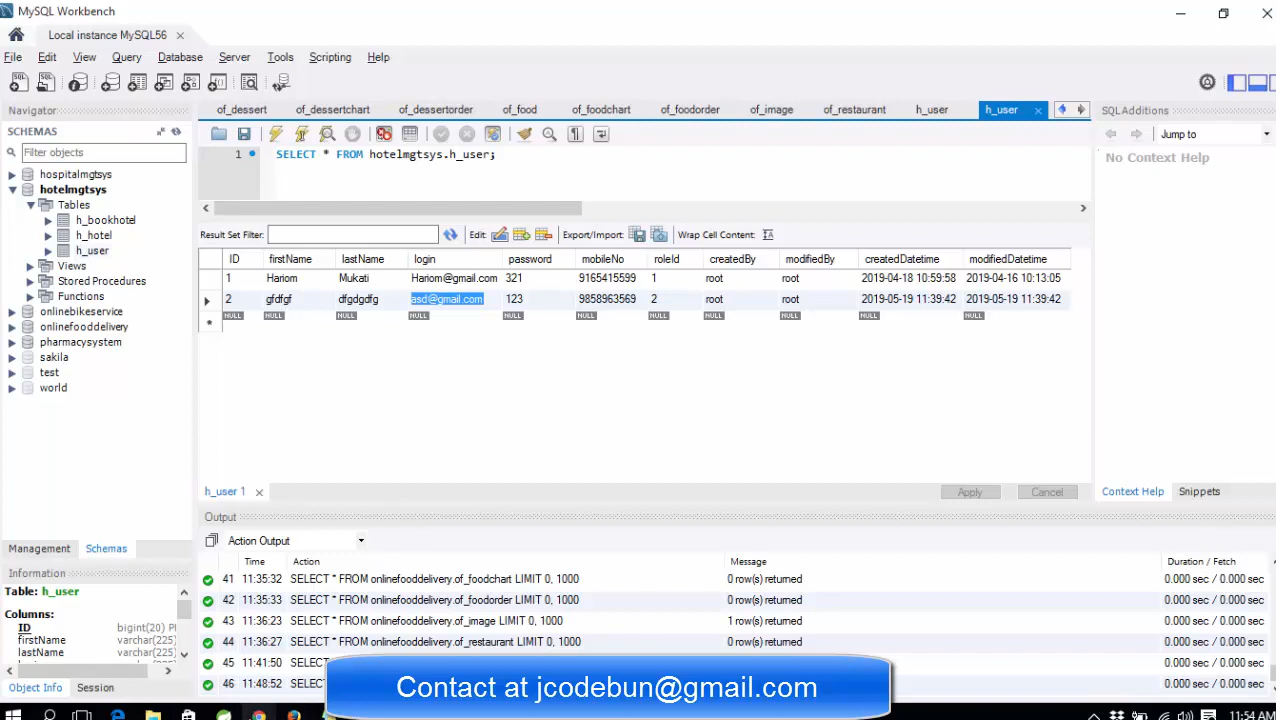 MySQL Workbench
Local instance MySQL56
File Edit View Query Database Server Tools Scripting Help
Navigator
SCHEMAS
Filter objects
hospitalmgtsys
hotelmgtsys
Tables
h_bookhotel
h_hotel
h_user
Views
Stored Procedures
Functions
onlinebikeservice
onlinefooddelivery
pharmacysystem
sakila
test
world
Management Schemas
Information
Table: h_user
Columns:
ID bigint(20) P
firstName varchar(225)
lastName varchar(225)
Object Info Session
of_dessert of_dessertchart of_dessertorder of_food of_foodchart of_foodorder of_image of_restaurant h_user h_user
1 SELECT * FROM hotelmgtsys.h_user;
Result Set Filter: Edit: Export/Import: Wrap Cell Content:
ID firstName lastName login password mobileNo roleId createdBy modifiedBy createdDatetime modifiedDatetime
1 Hariom Mukati Hariom@gmail.com 321 9165415599 1 root root 2019-04-18 10:59:58 2019-04-16 10:13:05
2 gfdfgf dfgdgdfg asd@gmail.com 123 9858963569 2 root root 2019-05-19 11:39:42 2019-05-19 11:39:42
NULL NULL NULL NULL NULL NULL NULL NULL NULL NULL NULL
h_user 1 Apply Cancel
Output
Action Output
Time Action Message Duration / Fetch
41 11:35:32 SELECT * FROM onlinefooddelivery.of_foodchart LIMIT 0, 1000 0 row(s) returned 0.000 sec / 0.000 sec
42 11:35:33 SELECT * FROM onlinefooddelivery.of_foodorder LIMIT 0, 1000 0 row(s) returned 0.000 sec / 0.000 sec
43 11:36:23 SELECT * FROM onlinefooddelivery.of_image LIMIT 0, 1000 1 row(s) returned 0.000 sec / 0.000 sec
44 11:36:27 SELECT * FROM onlinefooddelivery.of_restaurant LIMIT 0, 1000 0 row(s) returned 0.000 sec / 0.000 sec
45 11:41:50 SELECT 0.000 sec / 0.000 sec
46 11:48:52 SELECT 0.000 sec / 0.000 sec
SQLAdditions
Jump to
No Context Help
Context Help Snippets
Contact at jcodebun@gmail.com
11:54 AM